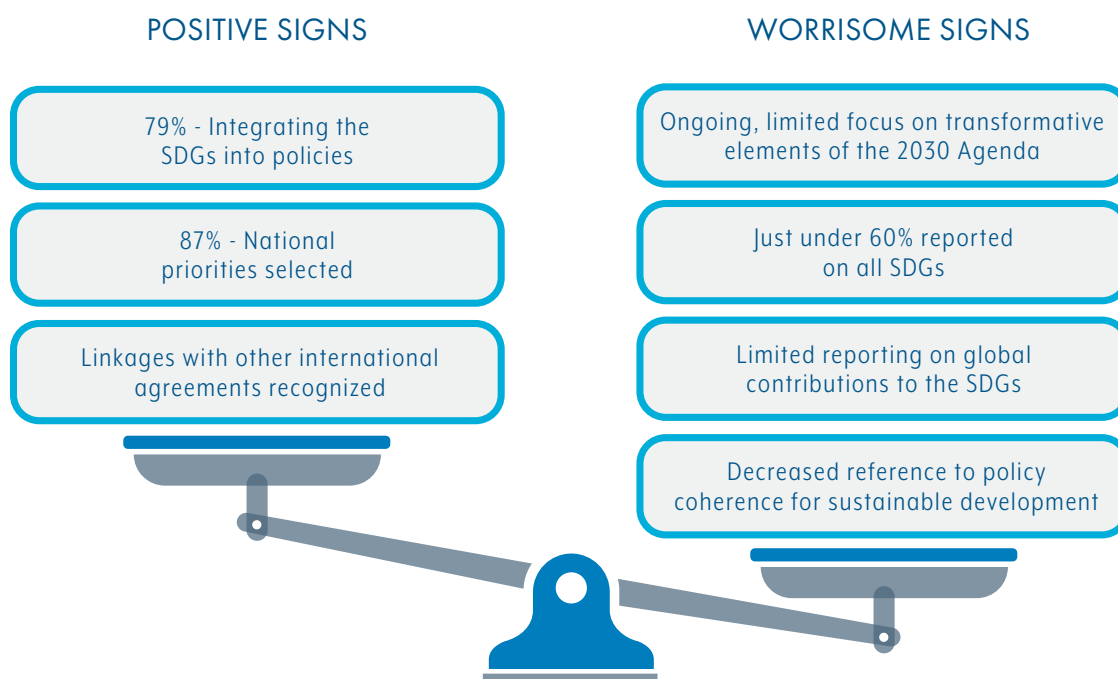 POSITIVE SIGNS
79% - Integrating the
SDGs into policies
87% - National
priorities selected
Linkages with other international
agreements recognized
WORRISOME SIGNS
Ongoing, limited focus on transformative
elements of the 2030 Agenda
Just under 60% reported
on all SDGs
Limited reporting on global
contributions to the SDGs
Decreased reference to policy
coherence for sustainable development